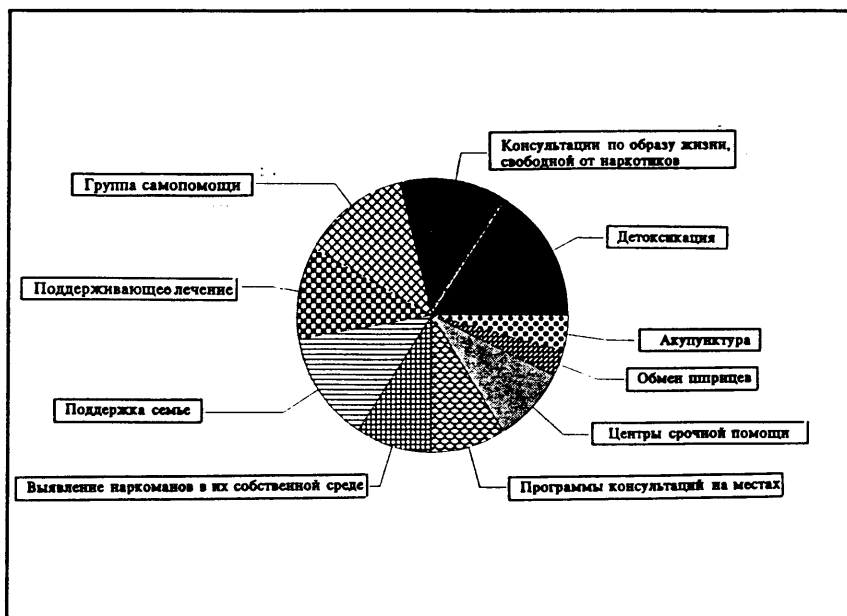 Консультации по образу жизни,
свободной от наркотиков
Группа самопомощи
Детоксикация
Поддерживающее лечение
Акупунктура
Обмен шприцев
Поддержка семье
Центры срочной помощи
Выявление наркоманов в их собственной среде
Программы консультаций на местах